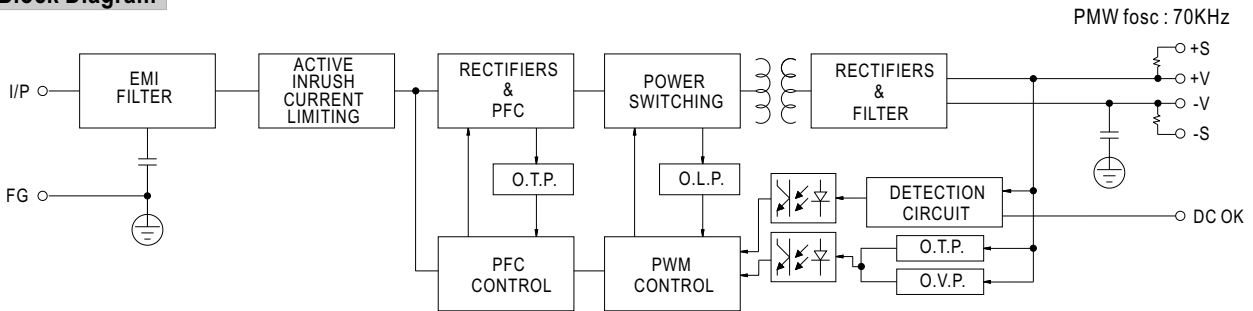 Block Diagram
PMW fosc : 70KHz
I/P
EMI
FILTER
ACTIVE
INRUSH
CURRENT
LIMITING
RECTIFIERS
&
PFC
POWER
SWITCHING
RECTIFIERS
&
FILTER
+S
+V
-V
-S
FG
O.T.P.
O.L.P.
DETECTION
CIRCUIT
DC OK
PFC
CONTROL
PWM
CONTROL
O.T.P.
O.V.P.